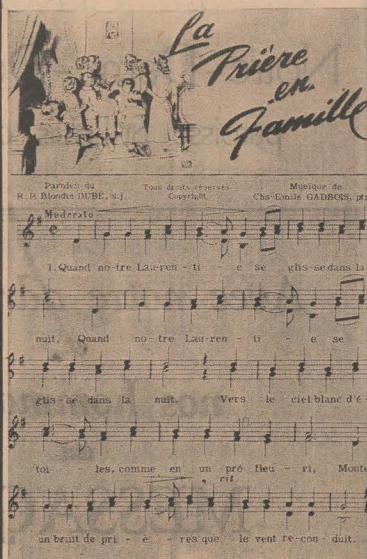 La
Prière
en
Famille
Paroles du
R. P. Blondin DUBÉ, s.j.
Tous droits réservés
Copyright
Musique de
Chs-Emile GADBOIS, ptr
Moderato
1. Quand no-tre Lau-ren - ti - e se glis-se dans la
nuit, Quand no-tre Lau-ren - ti - e se
glis-se dans la nuit, Vers le ciel blanc d'é
toi les, comme en un pré fleu - ri, Monte
rit
un bruit de pri - è - res que le vent re-con - duit.